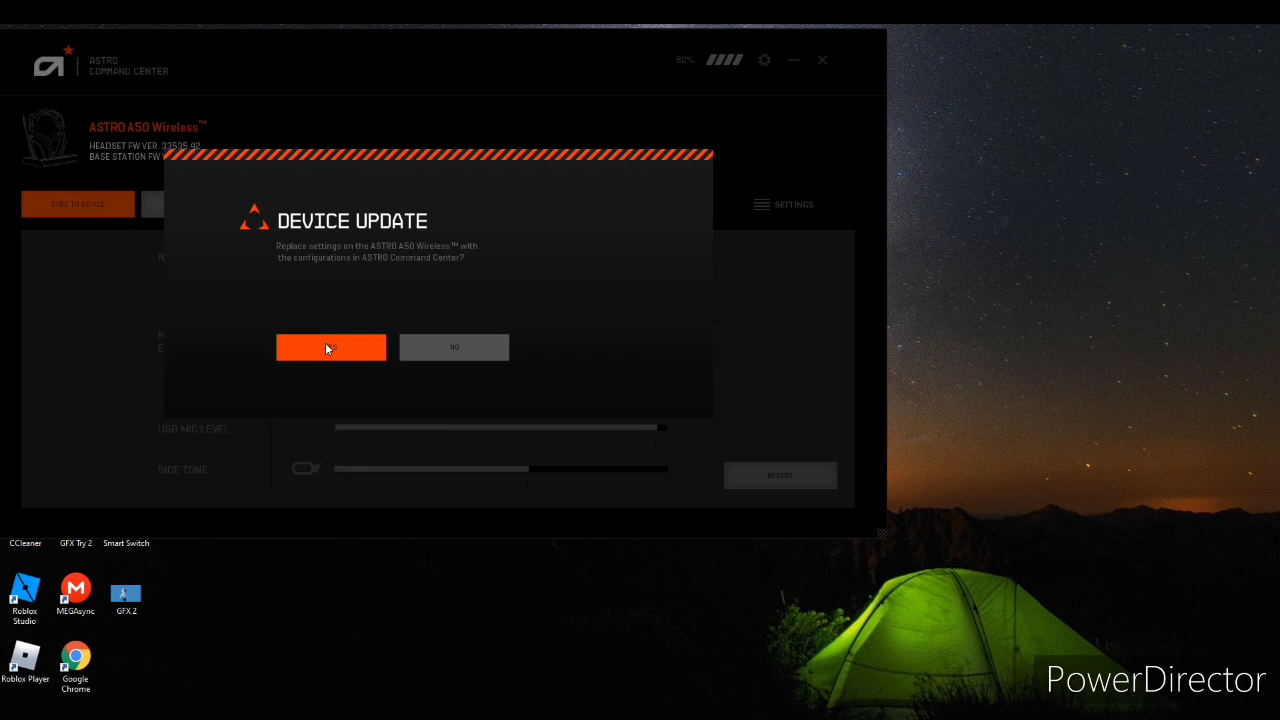 ASTRO
COMMAND CENTER
82%
ASTRO A50 Wireless™
HEADSET FW VER. 33535.42
BASE STATION FW
SYNC TO DEVICE
SETTINGS
DEVICE UPDATE
Replace settings on the ASTRO A50 Wireless™ with
the configurations in ASTRO Command Center?
NO
N
USB MIC LEVEL
SIDE TONE
REVERT
CCleaner
GFX Try 2
Smart Switch
Roblox
Studio
MEGAsync
GFX 2
Roblox Player
Google
Chrome
PowerDirector